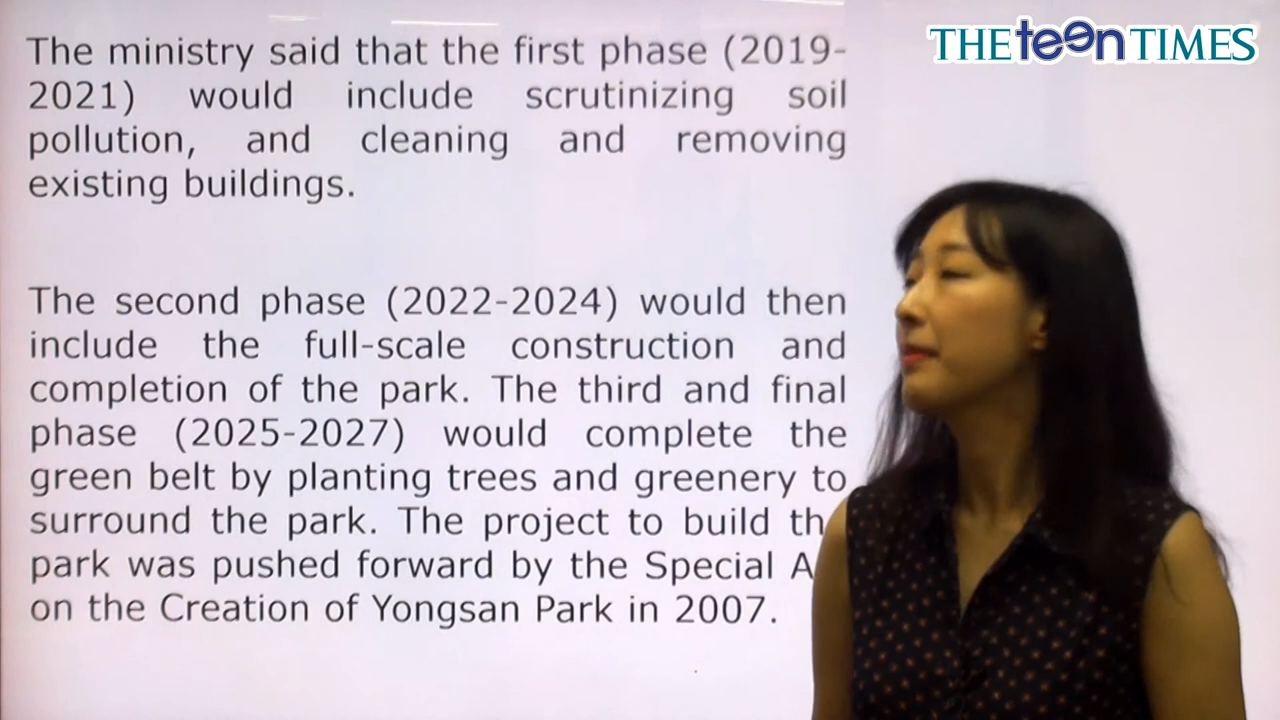 THE teen TIMES
The ministry said that the first phase (2019-
2021) would include scrutinizing soil
pollution, and cleaning and removing
existing buildings.
The second phase (2022-2024) would then
include the full-scale construction and
completion of the park. The third and final
phase (2025-2027) would complete the
green belt by planting trees and greenery to
surround the park. The project to build
park was pushed forward by the Special
on the Creation of Yongsan Park in 2007.